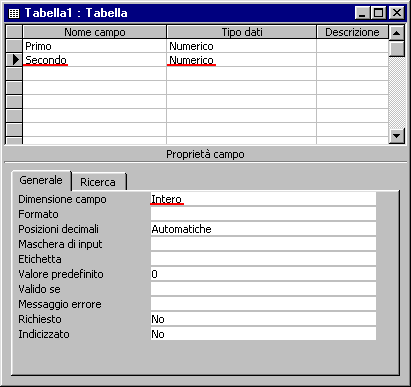 Tabella1 : Tabella
Nome campo Tipo dati Descrizione
Primo Numerico
Secondo Numerico
Proprietà campo
Generale Ricerca
Dimensione campo Intero
Formato
Posizioni decimali Automatiche
Maschera di input
Etichetta
Valore predefinito 0
Valido se
Messaggio errore
Richiesto No
Indicizzato No